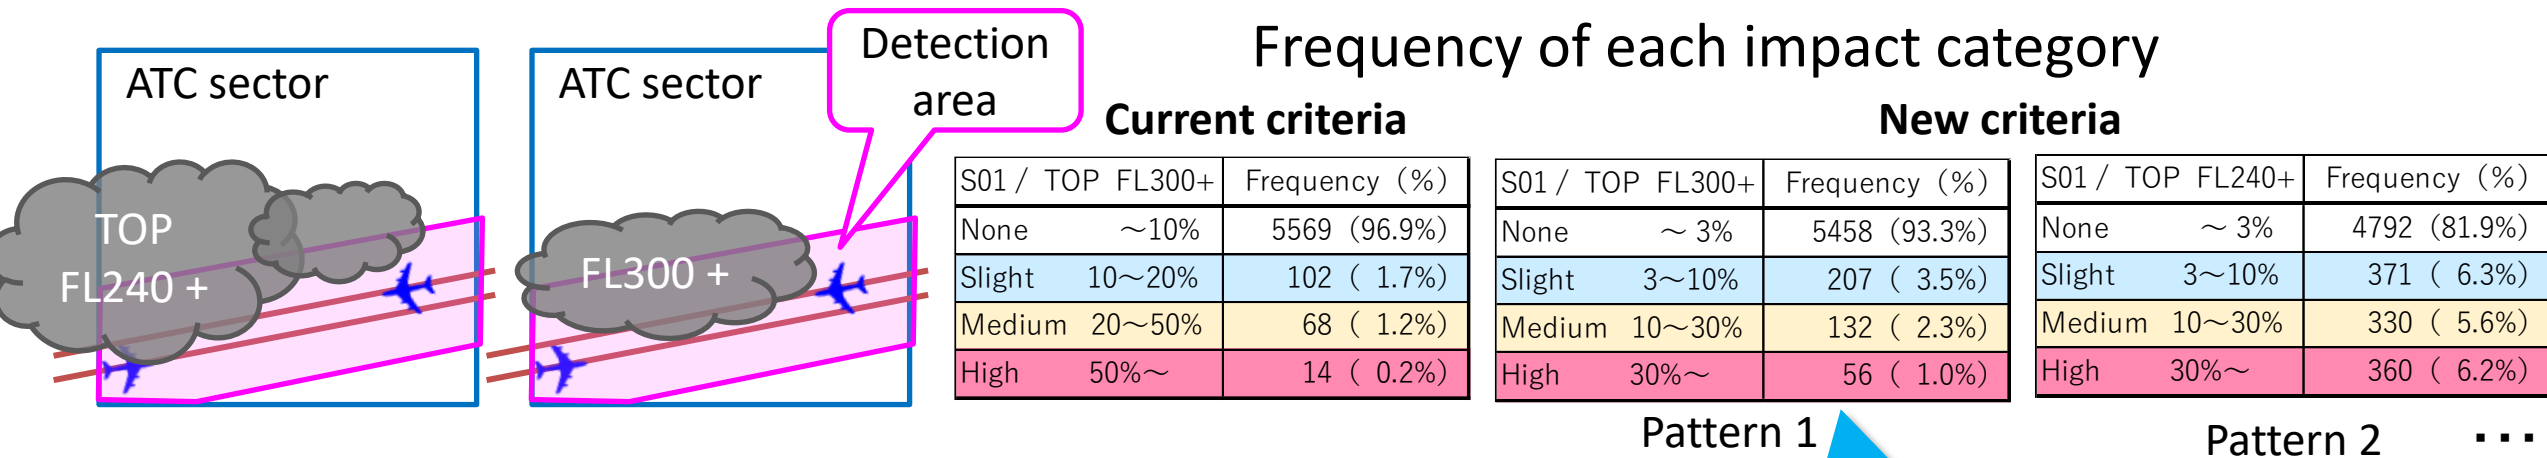 ATC sector
TOP
FL240 +
ATC sector
FL300 +
Detection
area
Frequency of each impact category
Current criteria
S01 / TOP FL300+ Frequency (%)
None ～10% 5569 (96.9%)
Slight 10～20% 102 ( 1.7%)
Medium 20～50% 68 ( 1.2%)
High 50%～ 14 ( 0.2%)
New criteria
S01 / TOP FL300+ Frequency (%)
None ～ 3% 5458 (93.3%)
Slight 3～10% 207 ( 3.5%)
Medium 10～30% 132 ( 2.3%)
High 30%～ 56 ( 1.0%)
Pattern 1
S01 / TOP FL240+ Frequency (%)
None ～ 3% 4792 (81.9%)
Slight 3～10% 371 ( 6.3%)
Medium 10～30% 330 ( 5.6%)
High 30%～ 360 ( 6.2%)
Pattern 2 ...